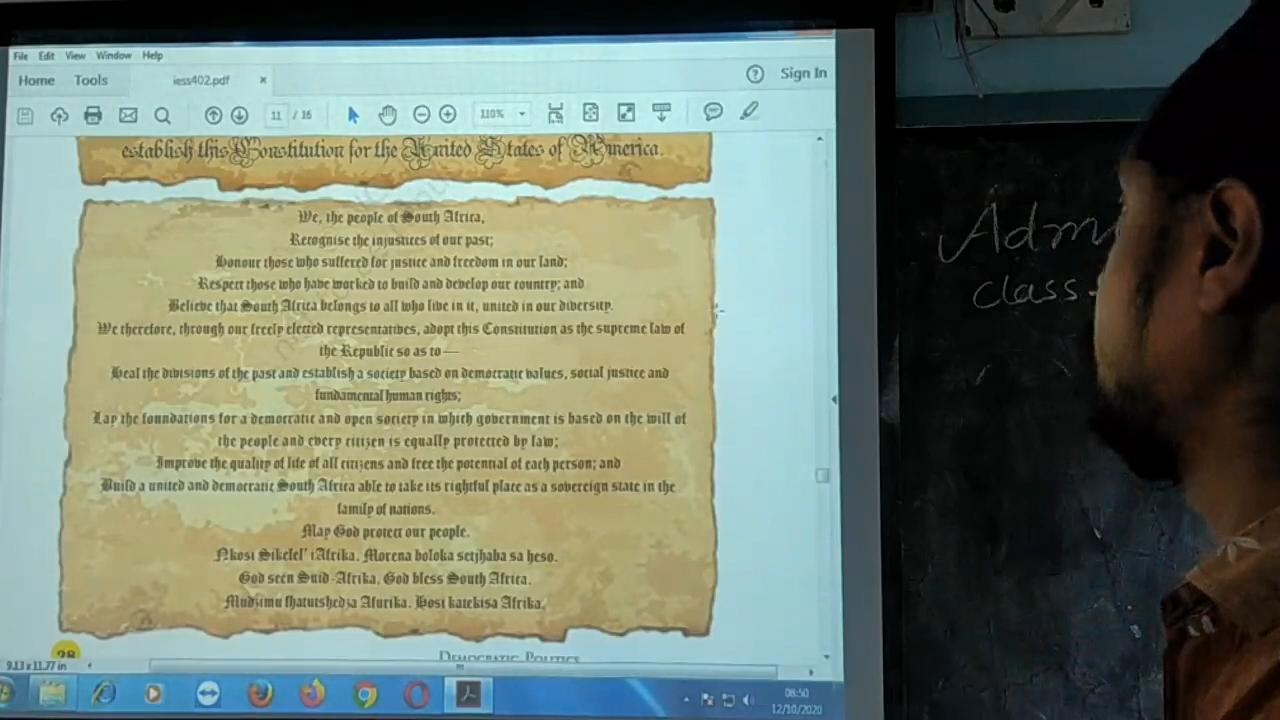 File Edit View Window Help
Home Tools iess402.pdf × ? Sign In
11 / 16 110%
establish this Constitution for the United States of America.
We, the people of South Africa,
Recognise the injustices of our past;
Honour those who suffered for justice and freedom in our land;
Respect those who have worked to build and develop our country; and
Believe that South Africa belongs to all who live in it, united in our diversity.
We therefore, through our freely elected representatives, adopt this Constitution as the supreme law of
the Republic so as to —
Heal the divisions of the past and establish a society based on democratic values, social justice and
fundamental human rights;
Lay the foundations for a democratic and open society in which government is based on the will of
the people and every citizen is equally protected by law;
Improve the quality of life of all citizens and free the potential of each person; and
Build a united and democratic South Africa able to take its rightful place as a sovereign state in the
family of nations.
May God protect our people.
Nkosi Sikelel' iAfrika. Morena boloka setjhaba sa heso.
God seën Suid-Afrika. God bless South Africa.
Mudzimu fhatutshedza Afurika. Hosi katekisa Afrika.
28 Democratic Politics
9.13 x 11.77 in
08:50
12/10/2020
Admi
class